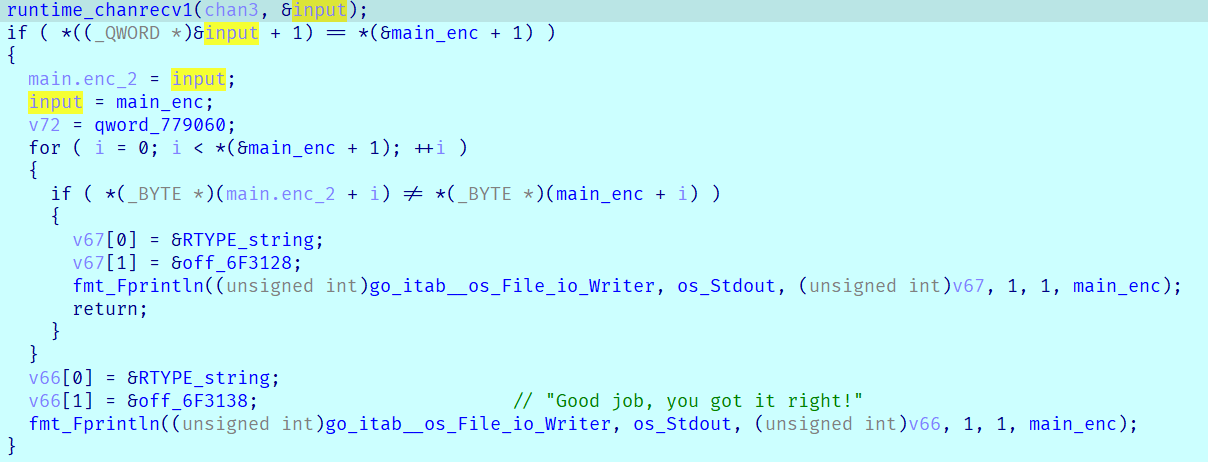 runtime_chanrecv1(chan3, &input);
if ( *((_QWORD *)&input + 1) == *(&main_enc + 1) )
{
main.enc_2 = input;
input = main_enc;
v72 = qword_779060;
for ( i = 0; i < *(&main_enc + 1); ++i )
{
if ( *(_BYTE *)(main.enc_2 + i) != *(_BYTE *)(main_enc + i) )
{
v67[0] = &RTYPE_string;
v67[1] = &off_6F3128;
fmt_Fprintln((unsigned int)go_itab__os_File_io_Writer, os_Stdout, (unsigned int)v67, 1, 1, main_enc);
return;
}
}
v66[0] = &RTYPE_string;
v66[1] = &off_6F3138; // "Good job, you got it right!"
fmt_Fprintln((unsigned int)go_itab__os_File_io_Writer, os_Stdout, (unsigned int)v66, 1, 1, main_enc);
}